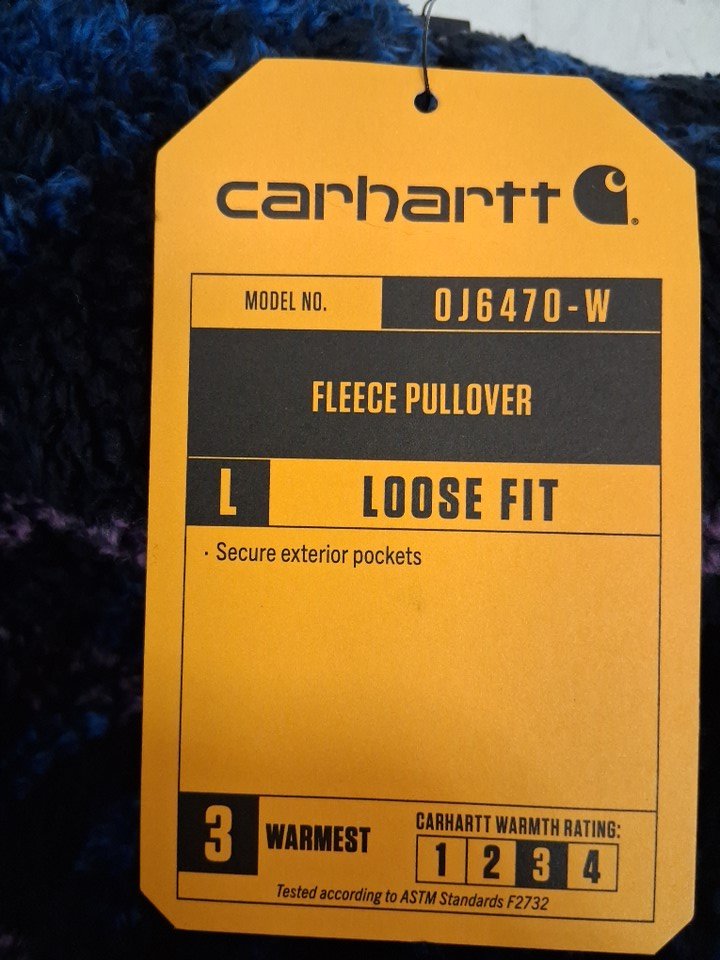 carhartt
MODEL NO. 0J6470-W
FLEECE PULLOVER
L LOOSE FIT
· Secure exterior pockets
3 WARMEST
CARHARTT WARMTH RATING:
1 2 3 4
Tested according to ASTM Standards F2732